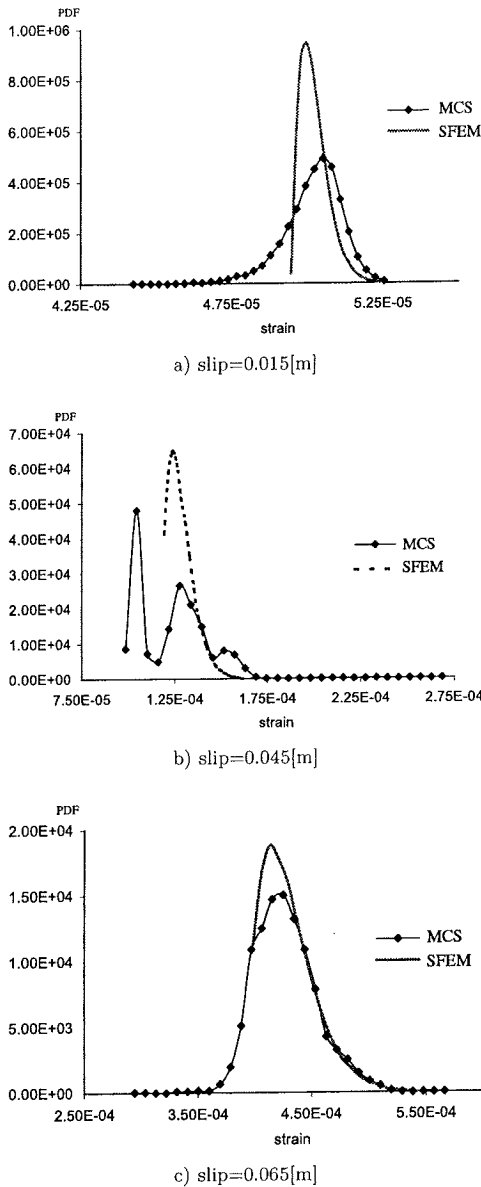 PDF
1.00E+06
8.00E+05
6.00E+05
4.00E+05
2.00E+05
0.00E+00
4.25E-05 4.75E-05 5.25E-05
strain
MCS
SFEM
a) slip=0.015[m]
PDF
7.00E+04
6.00E+04
5.00E+04
4.00E+04
3.00E+04
2.00E+04
1.00E+04
0.00E+00
7.50E-05 1.25E-04 1.75E-04 2.25E-04 2.75E-04
strain
MCS
SFEM
b) slip=0.045[m]
PDF
2.00E+04
1.50E+04
1.00E+04
5.00E+03
0.00E+00
2.50E-04 3.50E-04 4.50E-04 5.50E-04
strain
MCS
SFEM
c) slip=0.065[m]